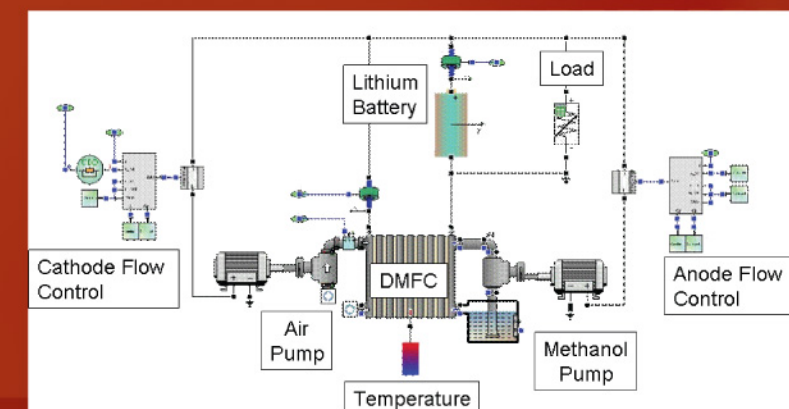 Lithium
Battery
Load
Cathode Flow
Control
DMFC
Anode Flow
Control
Air
Pump
Methanol
Pump
Temperature